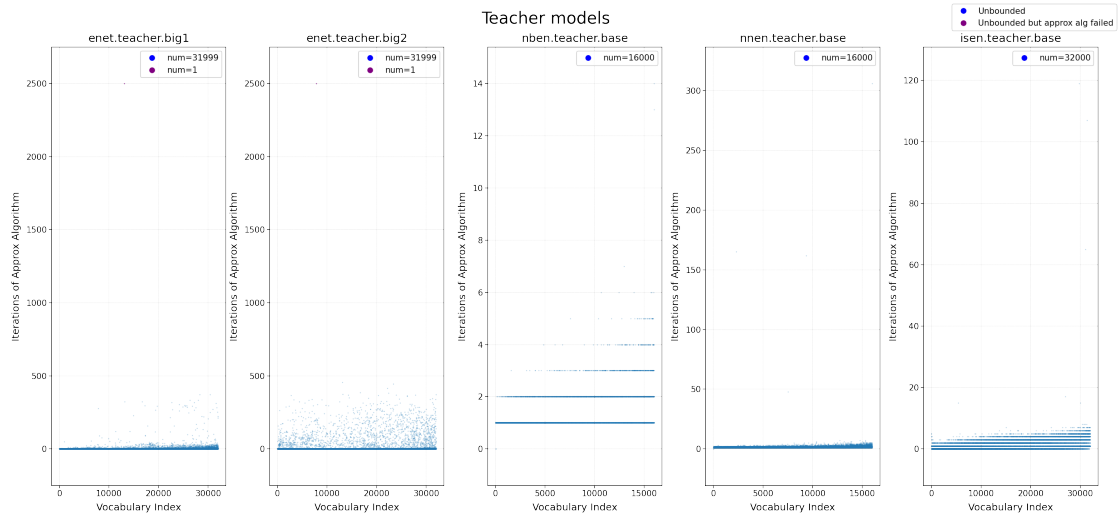 Teacher models
Unbounded
Unbounded but approx alg failed
enet.teacher.big1
num=31999
num=1
2500
2000
1500
1000
500
0
Iterations of Approx Algorithm
0 10000 20000 30000
Vocabulary Index
enet.teacher.big2
num=31999
num=1
2500
2000
1500
1000
500
0
Iterations of Approx Algorithm
0 10000 20000 30000
Vocabulary Index
nben.teacher.base
num=16000
14
12
10
8
6
4
2
0
Iterations of Approx Algorithm
0 5000 10000 15000
Vocabulary Index
nnen.teacher.base
num=16000
300
250
200
150
100
50
0
Iterations of Approx Algorithm
0 5000 10000 15000
Vocabulary Index
isen.teacher.base
num=32000
120
100
80
60
40
20
0
Iterations of Approx Algorithm
0 10000 20000 30000
Vocabulary Index